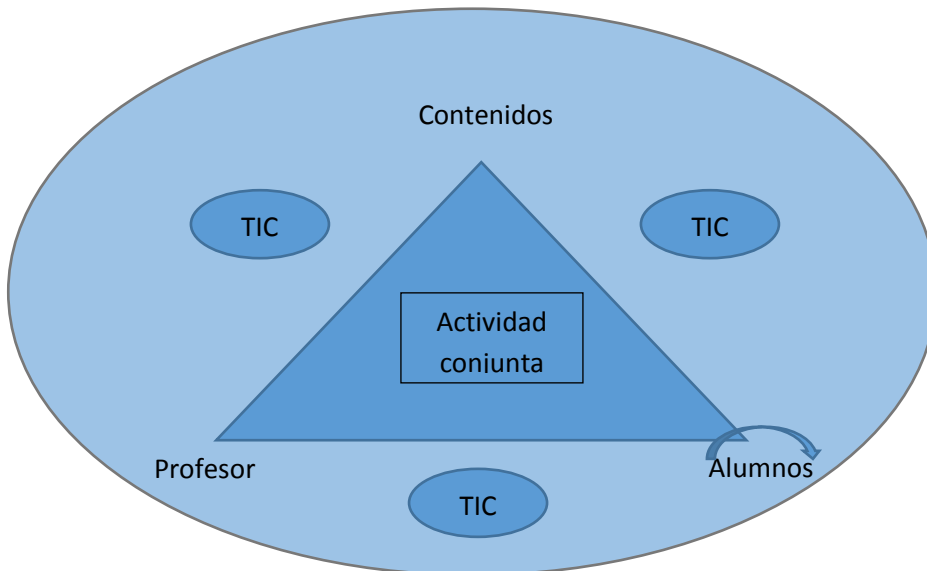 Contenidos
TIC
TIC
Actividad
conjunta
Profesor
Alumnos
TIC